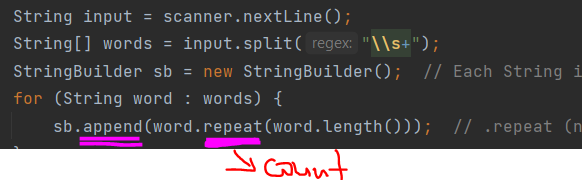 String input = scanner.nextLine();
String[] words = input.split( regex: "\\s+");
StringBuilder sb = new StringBuilder();  // Each String i
for (String word : words) {
sb.append(word.repeat(word.length()));  // .repeat (n
count